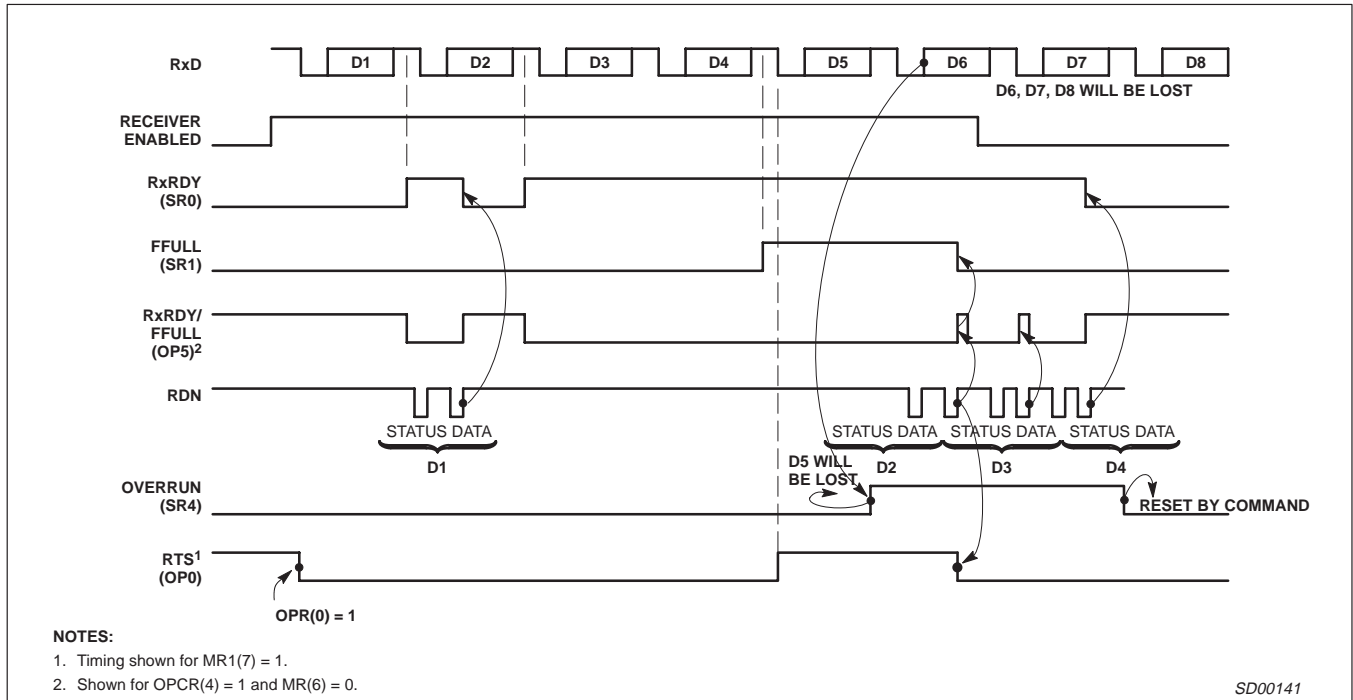 RxD
D1 D2 D3 D4 D5 D6 D7 D8
D6, D7, D8 WILL BE LOST
RECEIVER
ENABLED
RxRDY
(SR0)
FFULL
(SR1)
RxRDY/
FFULL
(OP5)2
RDN
STATUS DATA STATUS DATA STATUS DATA STATUS DATA
D1 D2 D3 D4
D5 WILL
BE LOST
OVERRUN
(SR4)
RESET BY COMMAND
RTS1
(OP0)
OPR(0) = 1
NOTES:
1. Timing shown for MR1(7) = 1.
2. Shown for OPCR(4) = 1 and MR(6) = 0.
SD00141